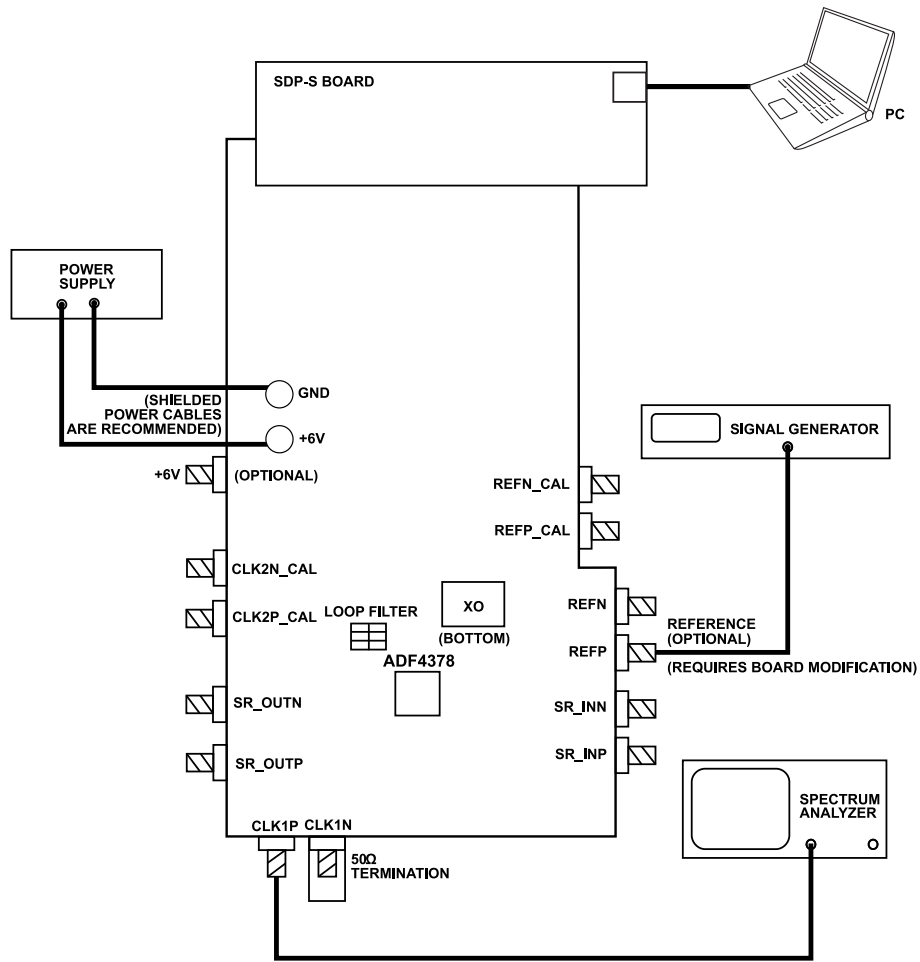 SDP-S BOARD
PC
POWER
SUPPLY
GND
(SHIELDED
POWER CABLES
ARE RECOMMENDED)
+6V
+6V
(OPTIONAL)
SIGNAL GENERATOR
REFN_CAL
REFP_CAL
CLK2N_CAL
CLK2P_CAL
LOOP FILTER
XO
(BOTTOM)
ADF4378
REFN
REFP
REFERENCE
(OPTIONAL)
(REQUIRES BOARD MODIFICATION)
SR_OUTN
SR_OUTP
SR_INN
SR_INP
SPECTRUM
ANALYZER
CLK1P
CLK1N
50Ω
TERMINATION